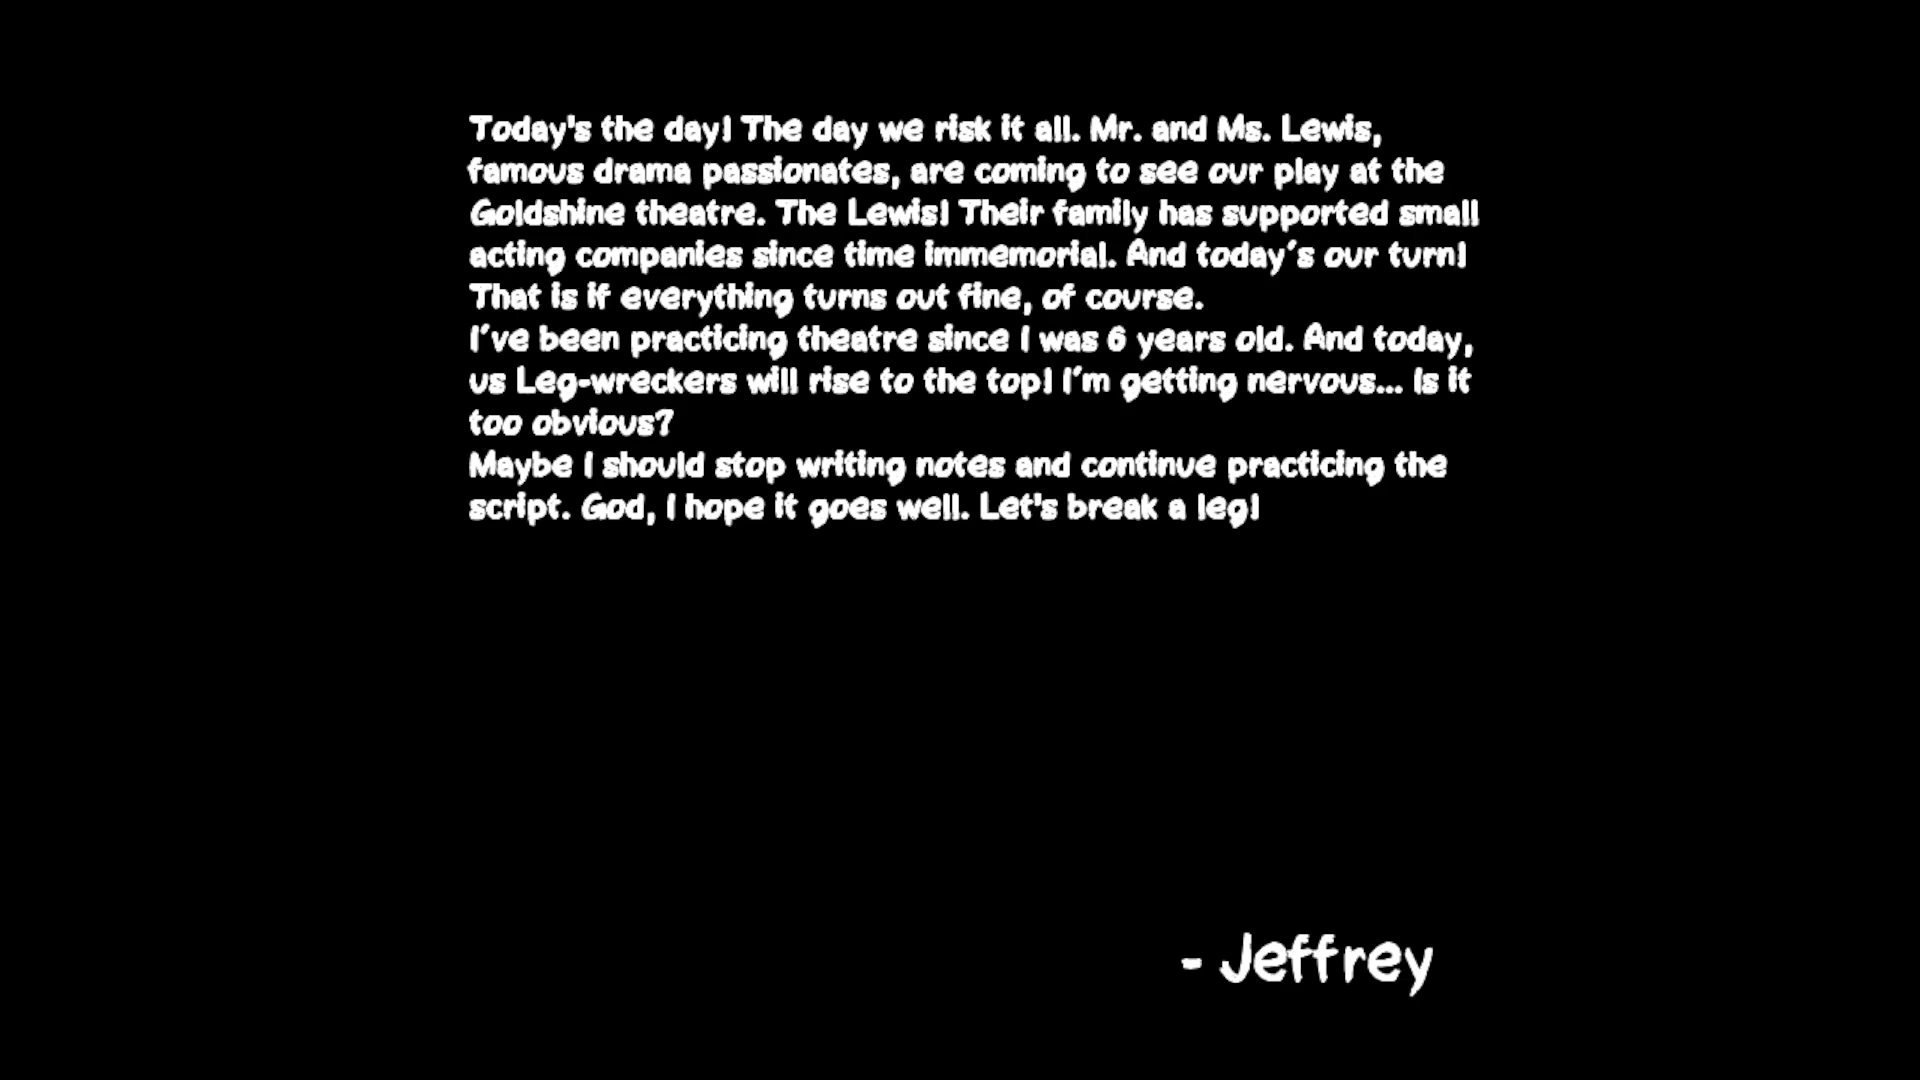 Today's the day! The day we risk it all. Mr. and Ms. Lewis,
famous drama passionates, are coming to see our play at the
Goldshine theatre. The Lewis! Their family has supported small
acting companies since time immemorial. And today’s our turn!
That is if everything turns out fine, of course.
I’ve been practicing theatre since I was 6 years old. And today,
us Leg-wreckers will rise to the top! I’m getting nervous... Is it
too obvious?
Maybe I should stop writing notes and continue practicing the
script. God, I hope it goes well. Let's break a leg!
- Jeffrey